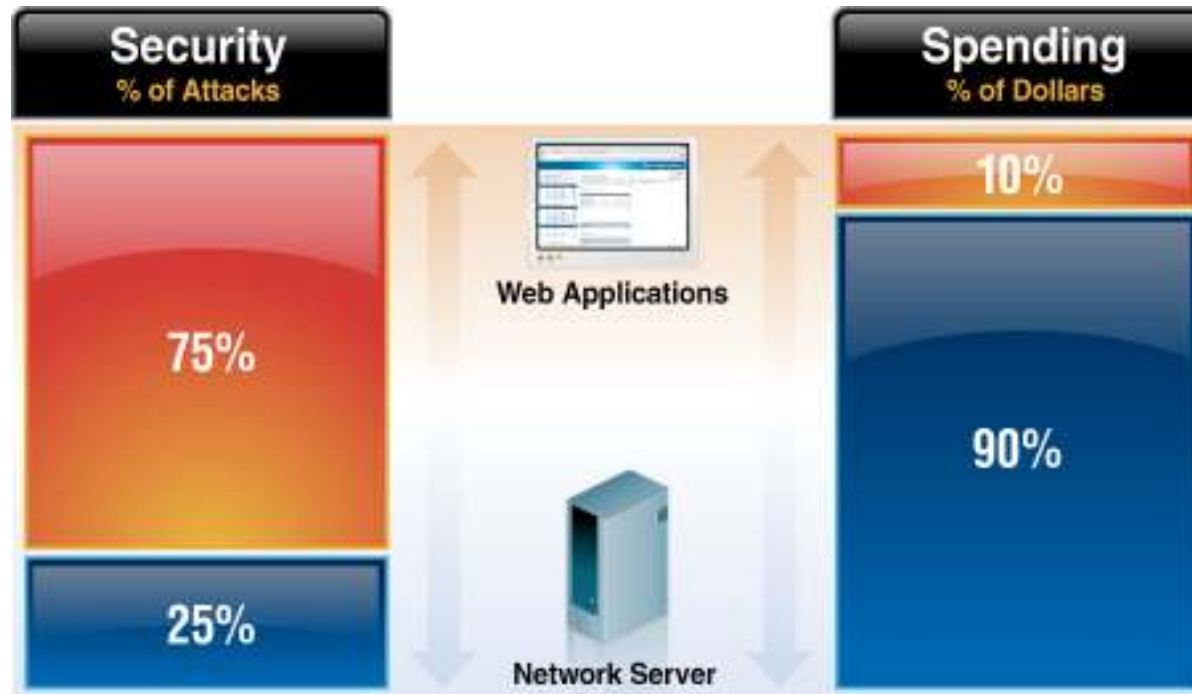 Security
% of Attacks
Spending
% of Dollars
10%
Web Applications
75%
90%
25%
Network Server